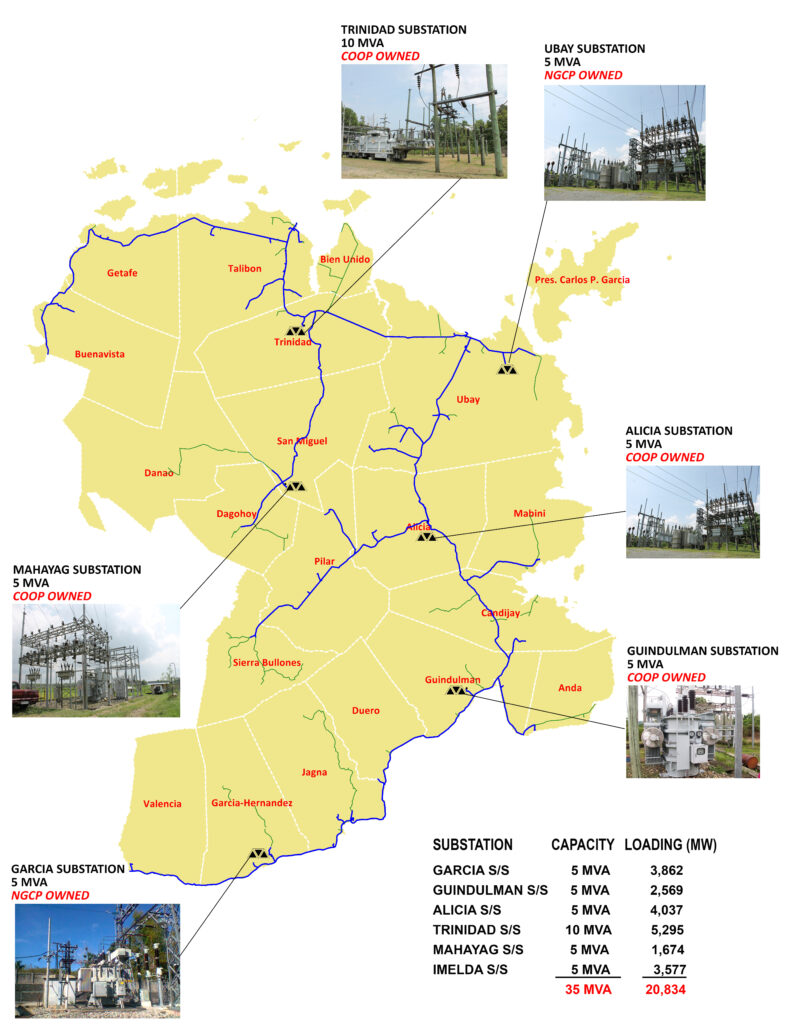 TRINIDAD SUBSTATION
10 MVA
COOP OWNED
UBAY SUBSTATION
5 MVA
NGCP OWNED
Bien Unido
Getafe
Talibon
Pres. Carlos P. Garcia
Trinidad
Buenavista
Ubay
ALICIA SUBSTATION
5 MVA
COOP OWNED
San Miguel
Danao
Dagohoy
Alicia
Mabini
Pilar
MAHAYAG SUBSTATION
5 MVA
COOP OWNED
Candijay
Sierra Bullones
GUINDULMAN SUBSTATION
5 MVA
COOP OWNED
Guindulman
Anda
Duero
Jagna
Valencia
Garcia-Hernandez
GARCIA SUBSTATION
5 MVA
NGCP OWNED
SUBSTATION CAPACITY LOADING (MW)
GARCIA S/S 5 MVA 3,862
GUINDULMAN S/S 5 MVA 2,569
ALICIA S/S 5 MVA 4,037
TRINIDAD S/S 10 MVA 5,295
MAHAYAG S/S 5 MVA 1,674
IMELDA S/S 5 MVA 3,577
35 MVA 20,834